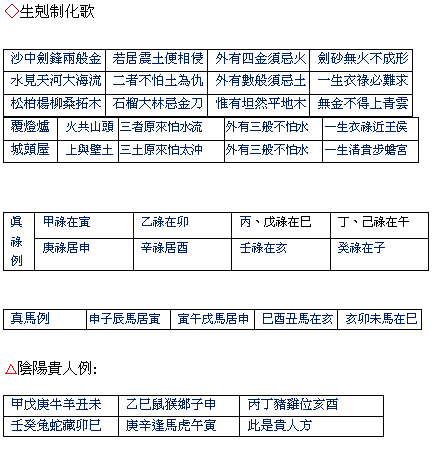 ◇生剋制化歌
沙中劍鋒兩般金 若居震土便相侵 外有四金須忌火 劍砂無火不成形
水見天河大海流 二者不怕土為仇 外有數般須忌土 一生衣祿必難求
松柏楊柳桑拓木 石榴大林忌金刀 惟有坦然平地木 無金不得上青雲
覆燈爐 火共山頭 三者原來怕水流 外有三般不怕水 一生衣祿近王侯
城頭屋 上與壁土 三土原來怕太沖 外有三般不怕水 一生清貴步蟾宮
真祿例 甲祿在寅 乙祿在卯 丙、戊祿在巳 丁、己祿在午
庚祿居申 辛祿居酉 壬祿在亥 癸祿在子
真馬例 申子辰馬居寅 寅午戌馬居申 巳酉丑馬在亥 亥卯未馬在巳
△陰陽貴人例:
甲戊庚牛羊丑未 乙巳鼠猴鄉子申 丙丁豬雞位亥酉
壬癸兔蛇藏卯巳 庚辛逢馬虎午寅 此是貴人方